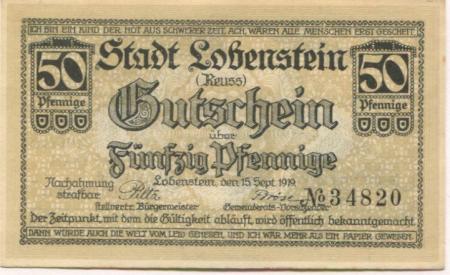 ICH BIN EIN KIND DER NOT AUS SCHWERER ZEIT, ACH, WÄREN ALLE MENSCHEN ERST GESCHEIT,
50 Pfennige
Stadt Lobenstein
(Reuss)
50 Pfennige
Gutschein
über
Fünfzig Pfennige
Nachahmung strafbar
Lobenstein, den 15 Sept 1919
No 34820
stellvertr. Bürgermeister
Gemeinderats-Vorsitzender
Der Zeitpunkt, mit dem die Gültigkeit abläuft, wird öffentlich bekanntgemacht.
DANN WÜRDE AUCH DIE WELT VOM LEID GENESEN, UND ICH WAR MEHR ALS EIN PAPIER GEWESEN.